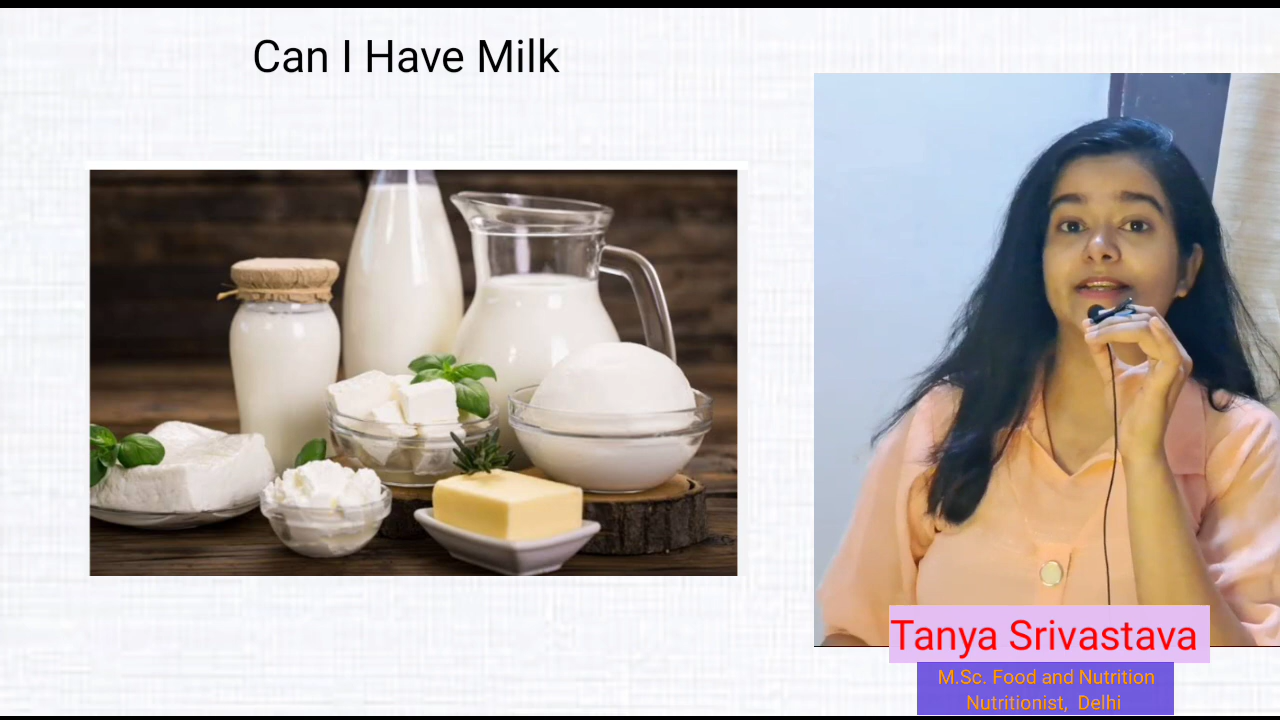 Can I Have Milk
Tanya Srivastava
M.Sc. Food and Nutrition
Nutritionist, Delhi